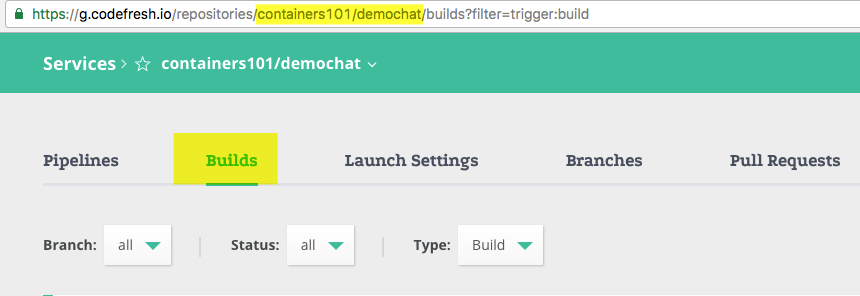 https://g.codefresh.io/repositories/containers101/demochat/builds?filter=trigger:build
Services › containers101/demochat
Pipelines Builds Launch Settings Branches Pull Requests
Branch: all Status: all Type: Build